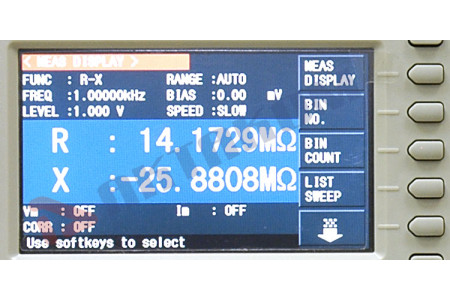 < MEAS DISPLAY >
FUNC : R-X RANGE :AUTO
FREQ :1.00000kHz BIAS :0.00 mV
LEVEL :1.000 V SPEED :SLOW
R : 14.1729MΩ
X :-25.8808MΩ
Vm : OFF Im : OFF
CORR : OFF
Use softkeys to select
MEAS
DISPLAY
BIN
NO.
BIN
COUNT
LIST
SWEEP